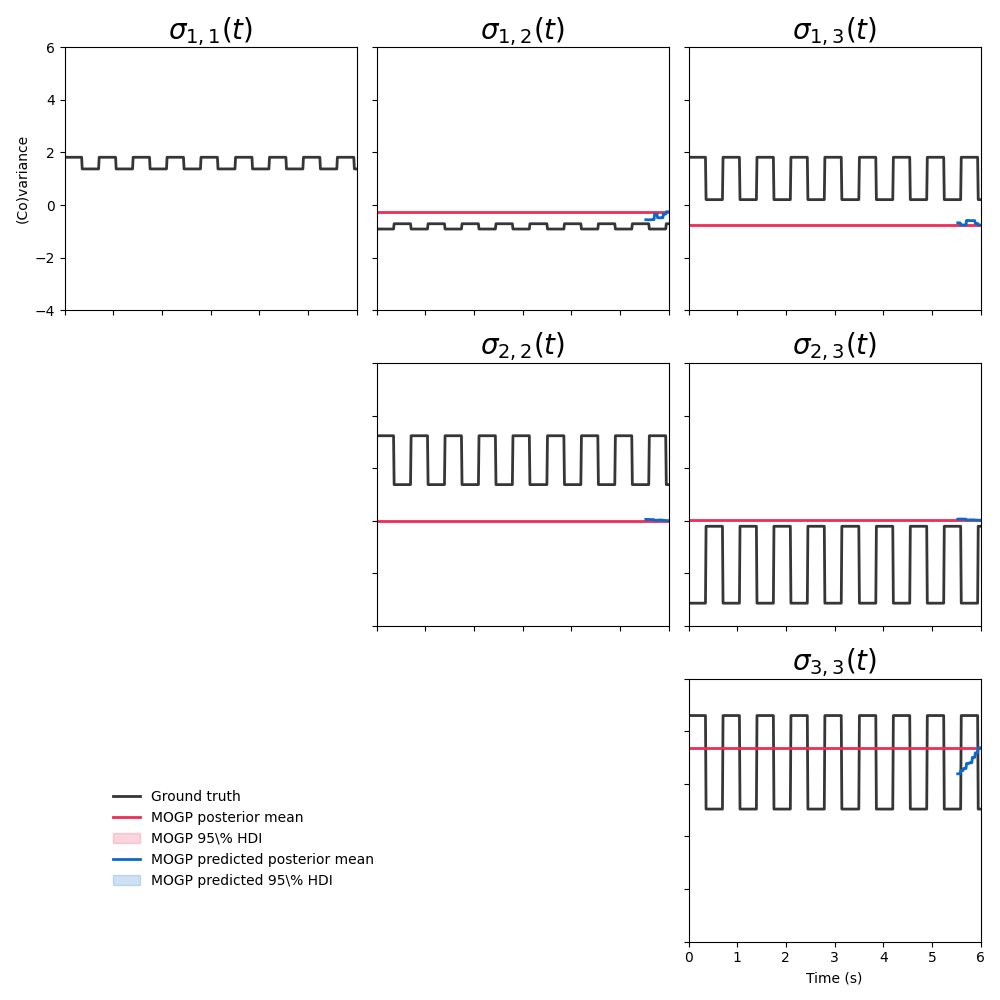 σ1,1(t)
σ1,2(t)
σ1,3(t)
6
4
2
0
−2
−4
(Co)variance
σ2,2(t)
σ2,3(t)
σ3,3(t)
Ground truth
MOGP posterior mean
MOGP 95\% HDI
MOGP predicted posterior mean
MOGP predicted 95\% HDI
0 1 2 3 4 5 6
Time (s)